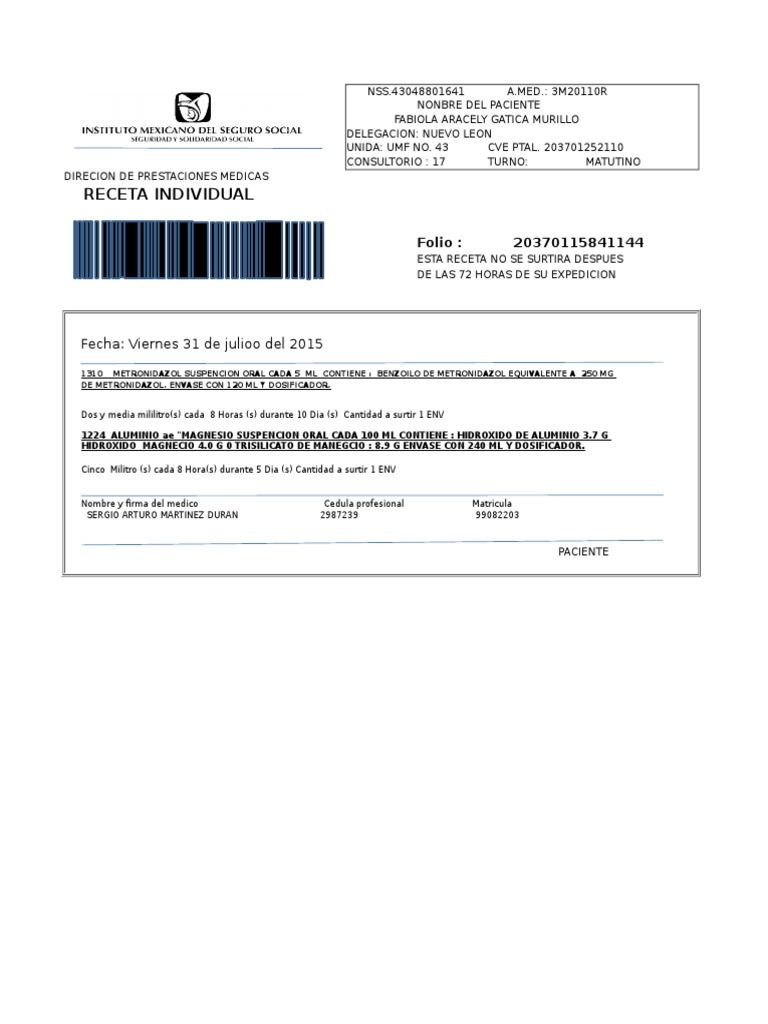 INSTITUTO MEXICANO DEL SEGURO SOCIAL
SEGURIDAD Y SOLIDARIDAD SOCIAL
NSS.43048801641 A.MED.: 3M20110R
NONBRE DEL PACIENTE
FABIOLA ARACELY GATICA MURILLO
DELEGACION: NUEVO LEON
UNIDA: UMF NO. 43 CVE PTAL. 203701252110
CONSULTORIO : 17 TURNO: MATUTINO
DIRECION DE PRESTACIONES MEDICAS
RECETA INDIVIDUAL
Folio : 20370115841144
ESTA RECETA NO SE SURTIRA DESPUES
DE LAS 72 HORAS DE SU EXPEDICION
Fecha: Viernes 31 de julioo del 2015
1310 METRONIDAZOL SUSPENCION ORAL CADA 5 ML CONTIENE : BENZOILO DE METRONIDAZOL EQUIVALENTE A 250 MG
DE METRONIDAZOL. ENVASE CON 120 ML Y DOSIFICADOR.
Dos y media mililitro(s) cada 8 Horas (s) durante 10 Dia (s) Cantidad a surtir 1 ENV
1224 ALUMINIO ae "MAGNESIO SUSPENCION ORAL CADA 100 ML CONTIENE : HIDROXIDO DE ALUMINIO 3.7 G
HIDROXIDO MAGNECIO 4.0 G 0 TRISILICATO DE MANEGCIO : 8.9 G ENVASE CON 240 ML Y DOSIFICADOR.
Cinco Militro (s) cada 8 Hora(s) durante 5 Dia (s) Cantidad a surtir 1 ENV
Nombre y firma del medico Cedula profesional Matricula
SERGIO ARTURO MARTINEZ DURAN 2987239 99082203
PACIENTE